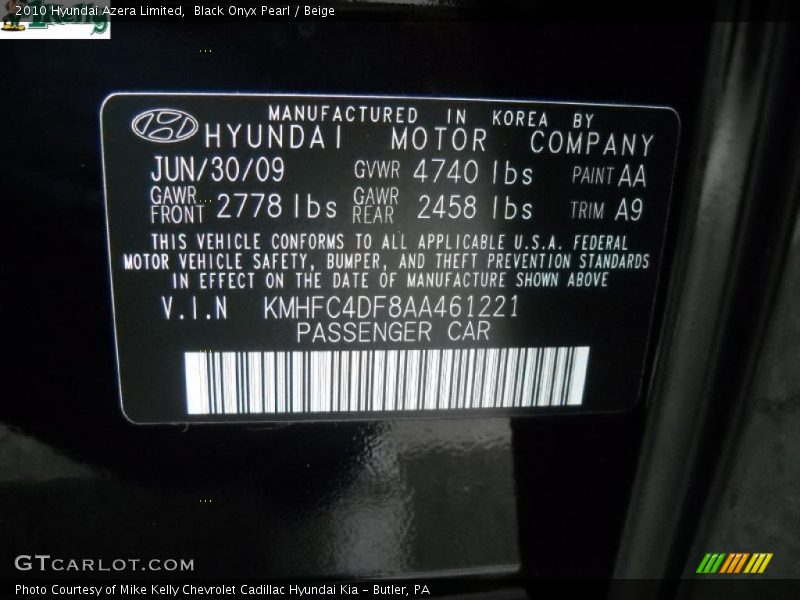 2010 Hyundai Azera Limited,  Black Onyx Pearl / Beige
MANUFACTURED IN KOREA BY
HYUNDAI MOTOR COMPANY
JUN/30/09 GVWR 4740 lbs PAINT AA
GAWR FRONT 2778 lbs GAWR REAR 2458 lbs TRIM A9
THIS VEHICLE CONFORMS TO ALL APPLICABLE U.S.A. FEDERAL
MOTOR VEHICLE SAFETY, BUMPER, AND THEFT PREVENTION STANDARDS
IN EFFECT ON THE DATE OF MANUFACTURE SHOWN ABOVE
V.I.N KMHFC4DF8AA461221
PASSENGER CAR
GTCARLOT.COM
Photo Courtesy of Mike Kelly Chevrolet Cadillac Hyundai Kia – Butler, PA